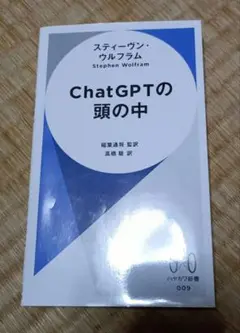 スティーヴン・
ウルフラム
Stephen Wolfram
ChatGPTの
頭の中
稲葉通将 監訳
高橋 聡 訳
ハヤカワ新書
009